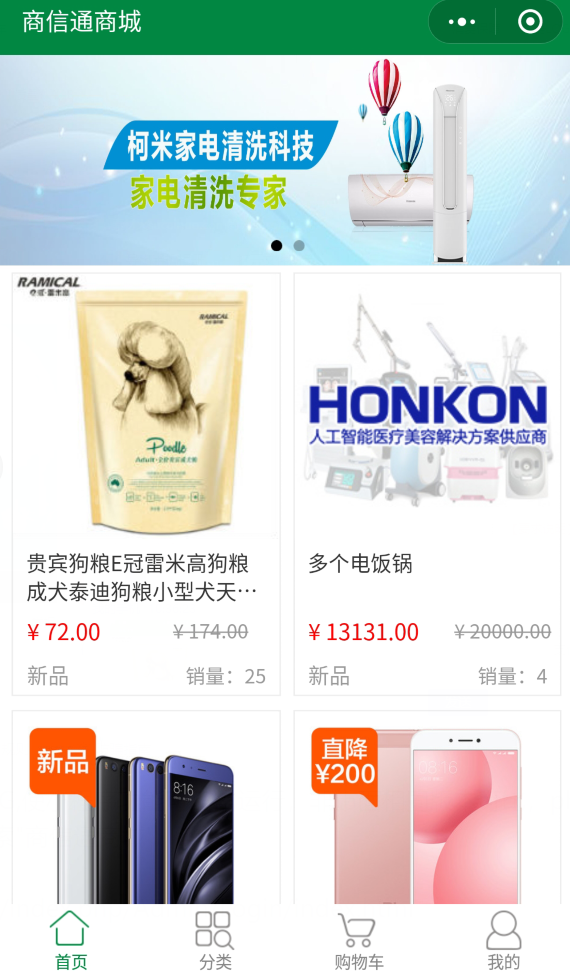 商信通商城
柯米家电清洗科技
家电清洗专家
RAMICAL
RAMICAL
Poodle
HONKON
人工智能医疗美容解决方案供应商
贵宾狗粮E冠雷米高狗粮
成犬泰迪狗粮小型犬天…
¥ 72.00
¥ 174.00
新品
销量：25
多个电饭锅
¥ 13131.00
¥ 20000.00
新品
销量：4
新品
8:16
直降
¥200
08:16
首页
分类
购物车
我的